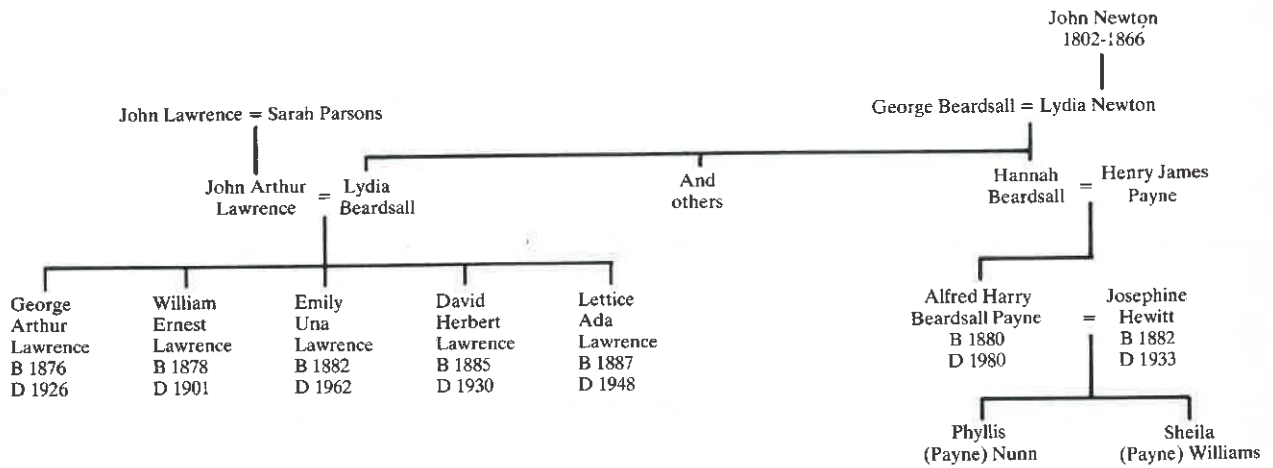 John Newton
1802-1866
John Lawrence = Sarah Parsons
George Beardsall = Lydia Newton
John Arthur
Lawrence
=
Lydia
Beardsall
And
others
Hannah
Beardsall
=
Henry James
Payne
George
Arthur
Lawrence
B 1876
D 1926
William
Ernest
Lawrence
B 1878
D 1901
Emily
Una
Lawrence
B 1882
D 1962
David
Herbert
Lawrence
B 1885
D 1930
Lettice
Ada
Lawrence
B 1887
D 1948
Alfred Harry
Beardsall Payne
B 1880
D 1980
=
Josephine
Hewitt
B 1882
D 1933
Phyllis
(Payne) Nunn
Sheila
(Payne) Williams